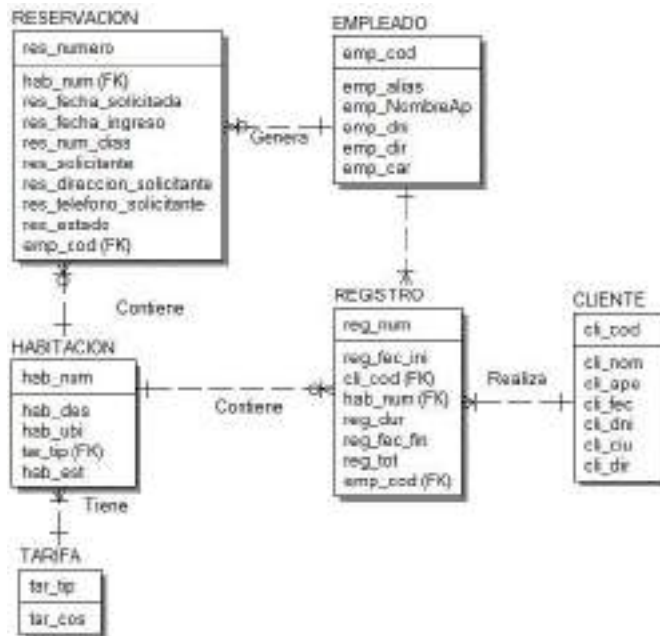 RESERVACION
res_numero
hab_num (FK)
res_fecha_solicitada
res_fecha_ingreso
res_num_dias
res_solicitante
res_direccion_solicitante
res_telefono_solicitante
res_estado
emp_cod (FK)
Genera
EMPLEADO
emp_cod
emp_alias
emp_NombreAp
emp_dni
emp_dir
emp_car
Contiene
HABITACION
hab_num
hab_des
hab_ubi
tar_tip (FK)
hab_est
Contiene
REGISTRO
reg_num
reg_fec_ini
cli_cod (FK)
hab_num (FK)
reg_dur
reg_fec_fin
reg_tot
emp_cod (FK)
Realiza
CLIENTE
cli_cod
cli_nom
cli_ape
cli_fec
cli_dni
cli_ciu
cli_dir
Tiene
TARIFA
tar_tip
tar_cos